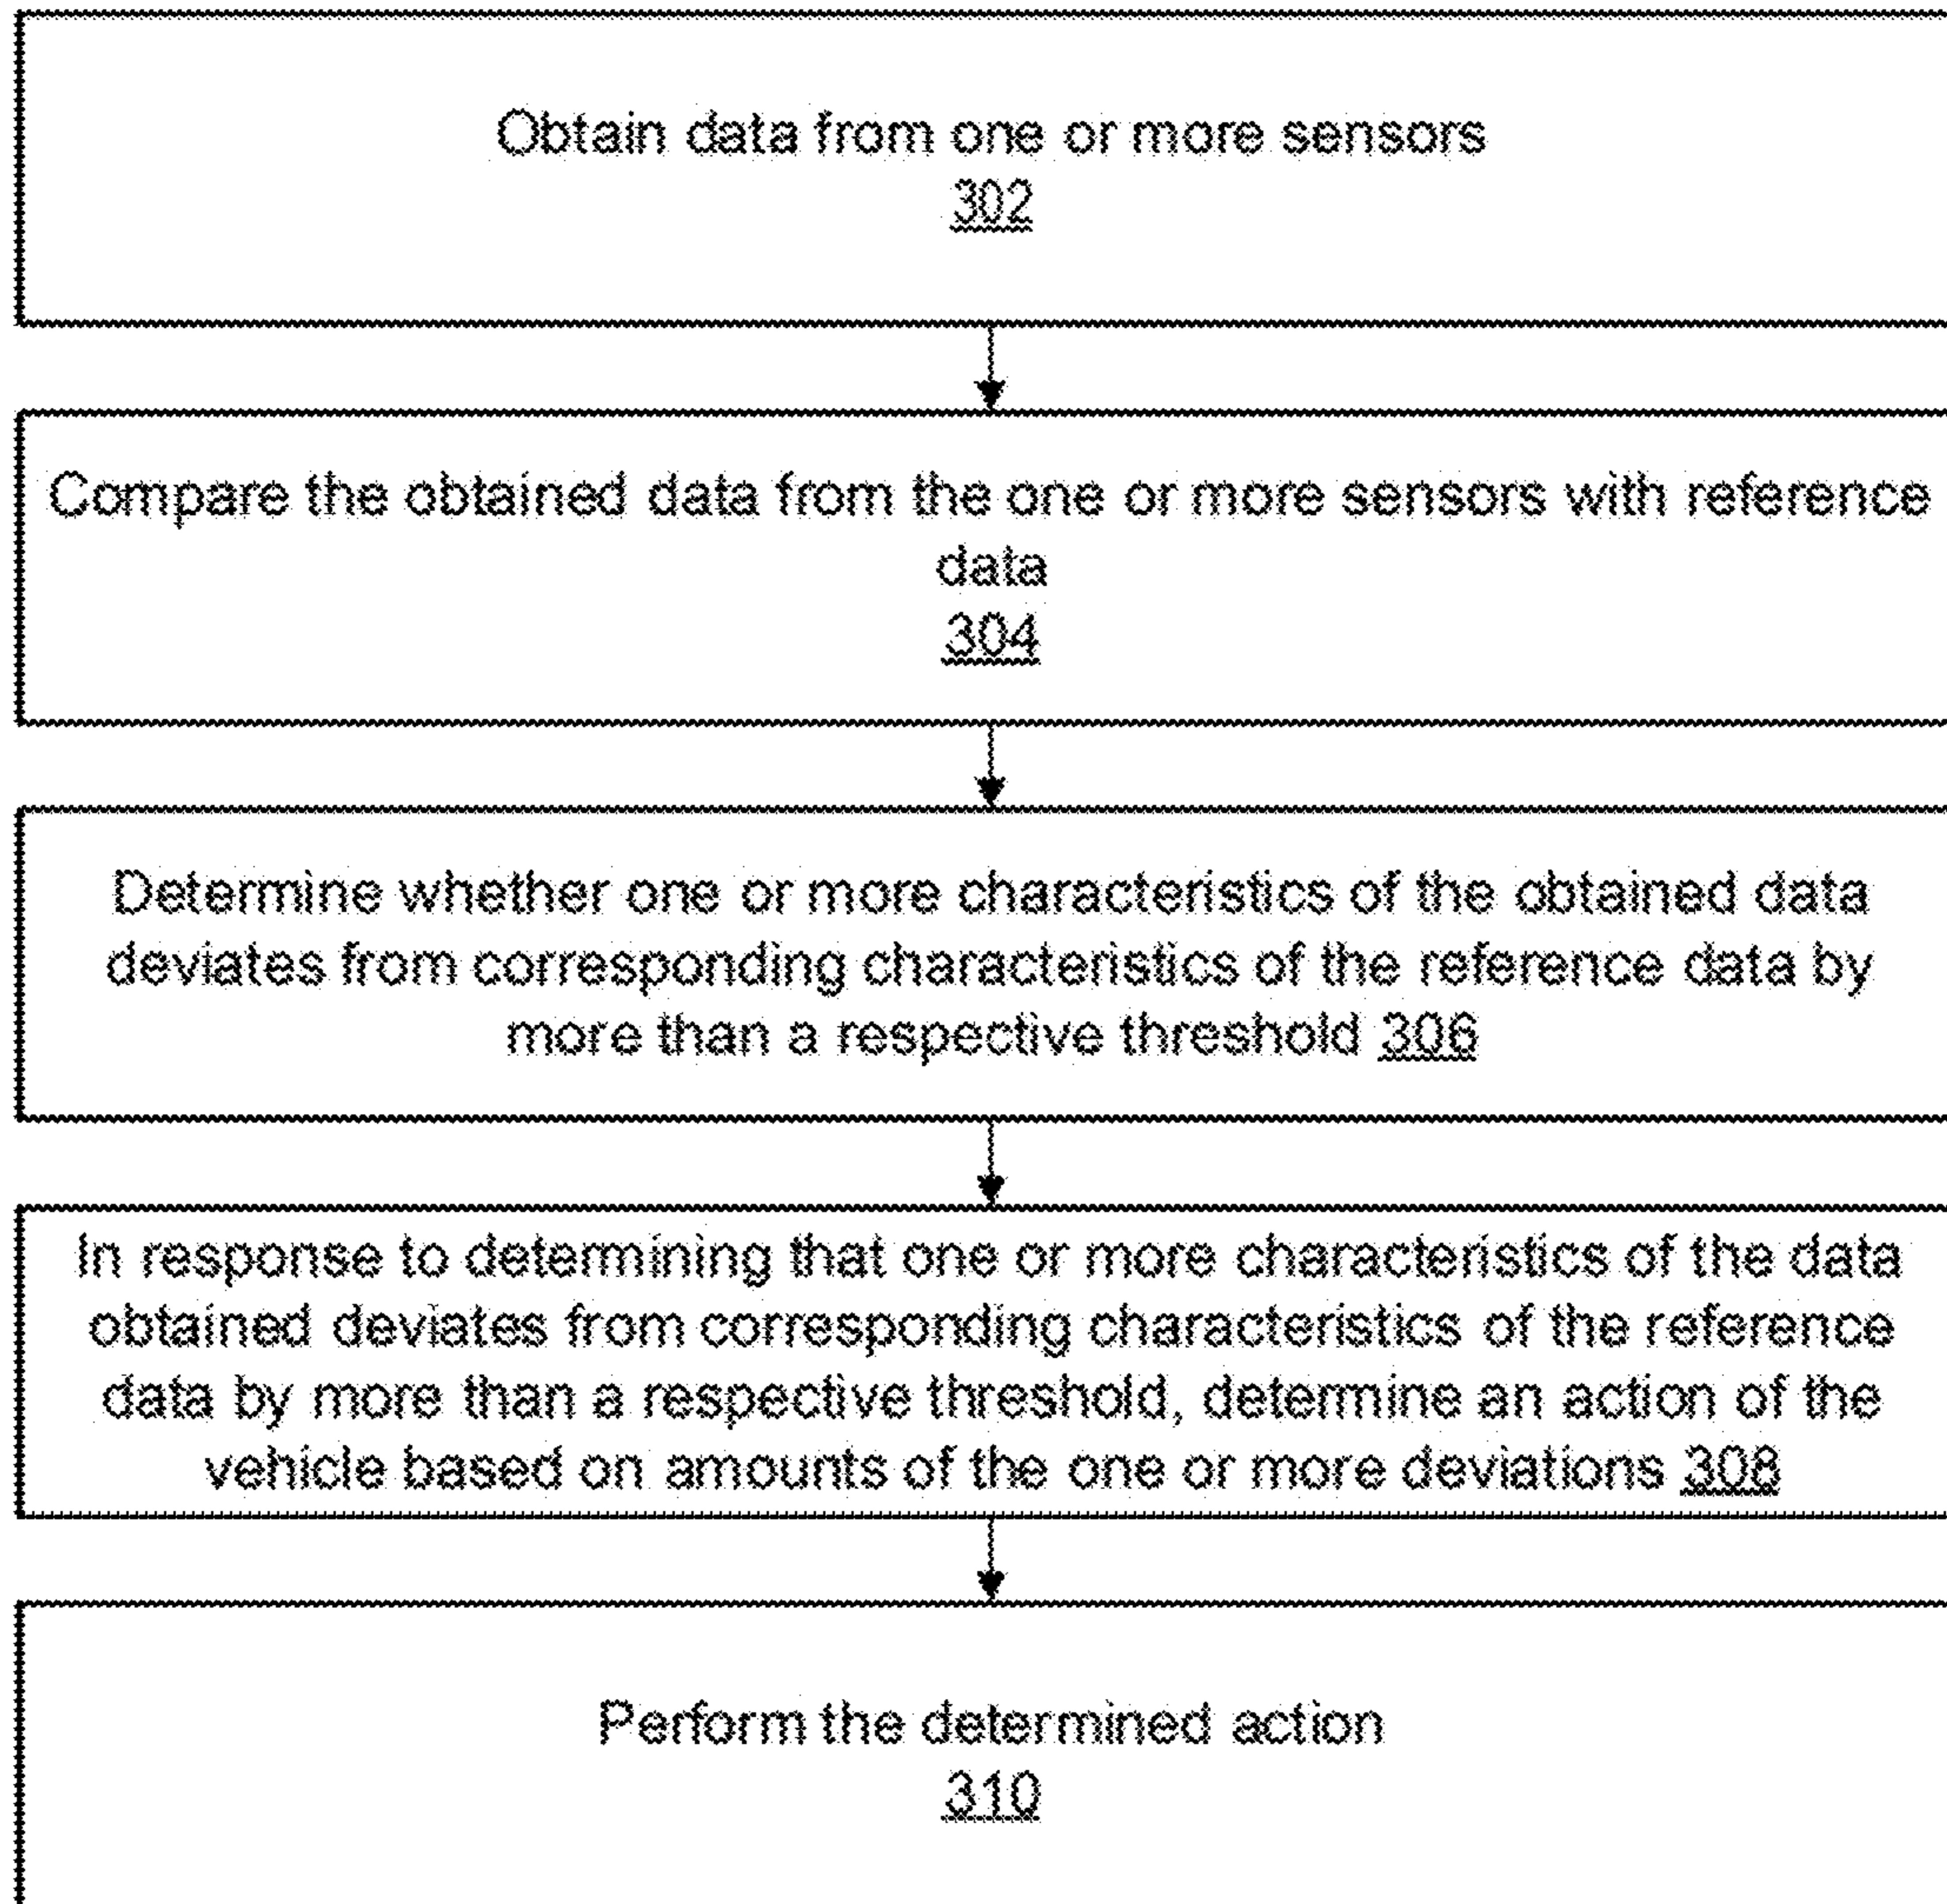 Obtain data from one or more sensors
302
Compare the obtained data from the one or more sensors with reference
data
304
Determine whether one or more characteristics of the obtained data
deviates from corresponding characteristics of the reference data by
more than a respective threshold 306
In response to determining that one or more characteristics of the data
obtained deviates from corresponding characteristics of the reference
data by more than a respective threshold, determine an action of the
vehicle based on amounts of the one or more deviations 308
Perform the determined action
310